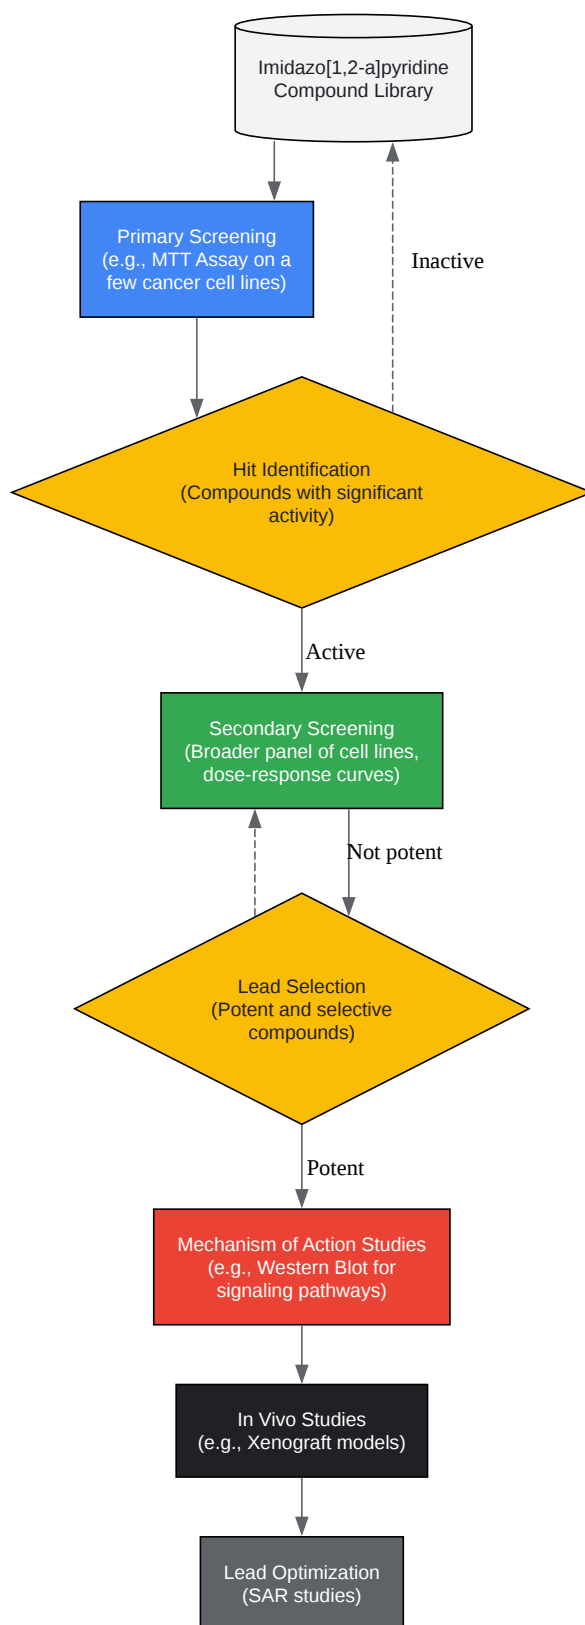 Imidazo[1,2-a]pyridine
Compound Library
Primary Screening
(e.g., MTT Assay on a
few cancer cell lines)
Inactive
Hit Identification
(Compounds with significant
activity)
Active
Secondary Screening
(Broader panel of cell lines,
dose-response curves)
Not potent
Lead Selection
(Potent and selective
compounds)
Potent
Mechanism of Action Studies
(e.g., Western Blot for
signaling pathways)
In Vivo Studies
(e.g., Xenograft models)
Lead Optimization
(SAR studies)